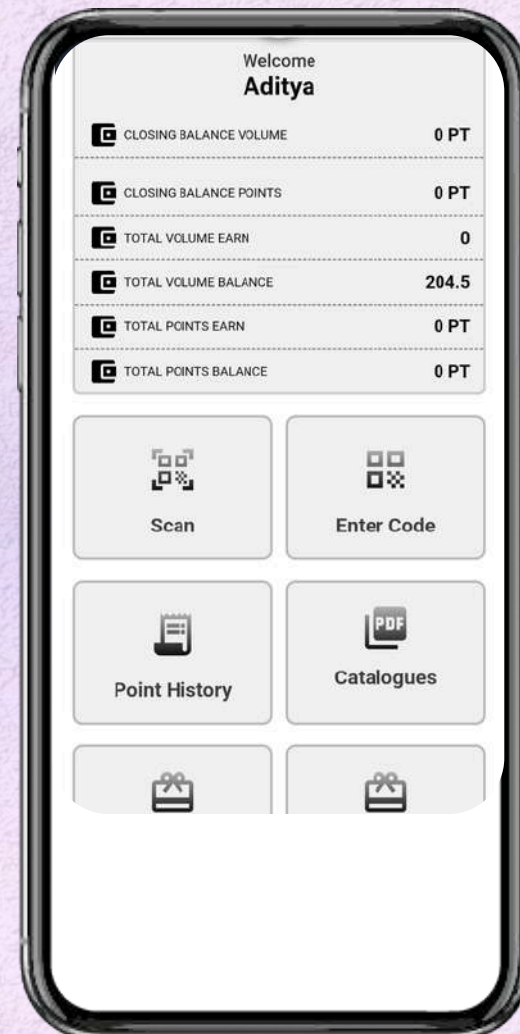 Welcome
Aditya
CLOSING BALANCE VOLUME 0 PT
CLOSING BALANCE POINTS 0 PT
TOTAL VOLUME EARN 0
TOTAL VOLUME BALANCE 204.5
TOTAL POINTS EARN 0 PT
TOTAL POINTS BALANCE 0 PT
Scan Enter Code
PDF
Point History Catalogues